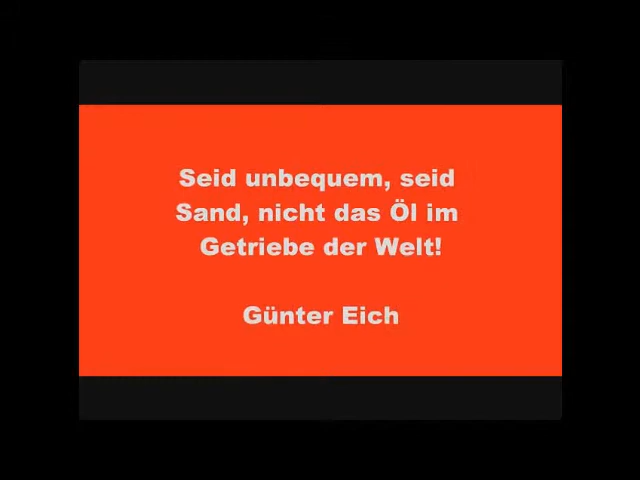 Seid unbequem, seid
Sand, nicht das Öl im
Getriebe der Welt!
Günter Eich